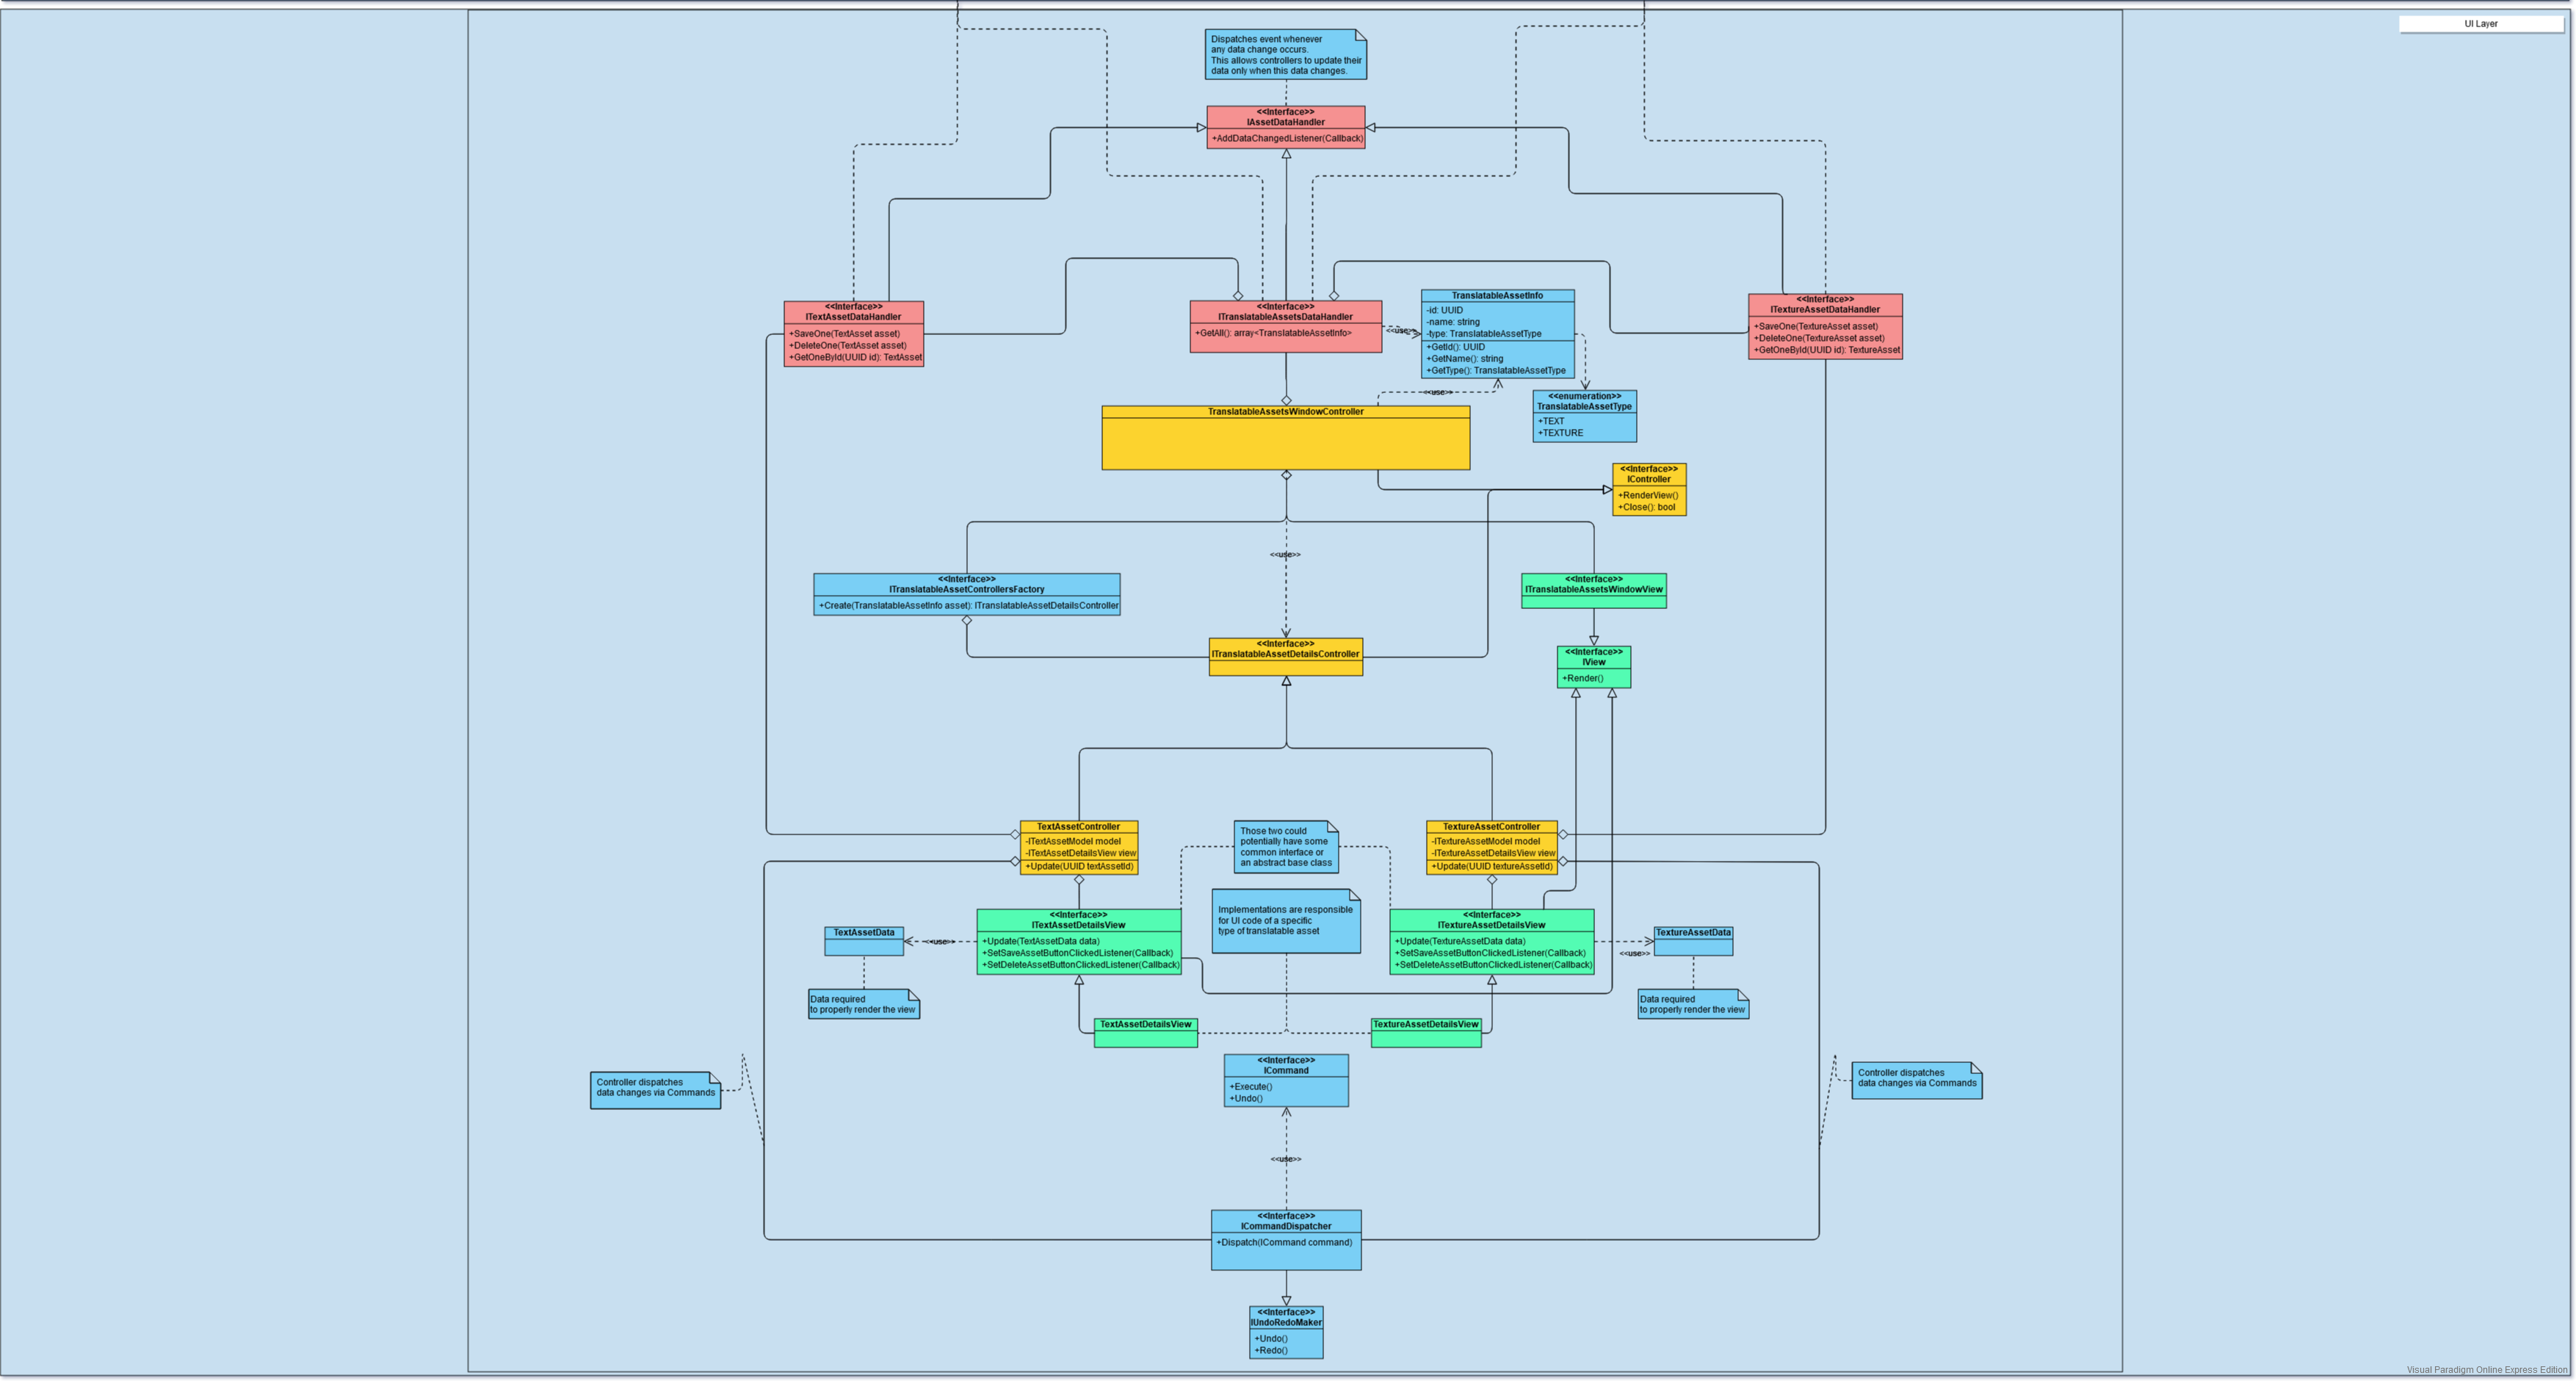 UI Layer
Dispatches event whenever
any data change occurs.
This allows controllers to update their
data only when this data changes.
<<Interface>>
IAssetDataHandler
+AddDataChangedListener(Callback)
<<Interface>>
ITextAssetDataHandler
+SaveOne(TextAsset asset)
+DeleteOne(TextAsset asset)
+GetOneById(UUID id): TextAsset
<<Interface>>
ITranslatableAssetsDataHandler
+GetAll(): array<TranslatableAssetInfo>
<<use>>
TranslatableAssetInfo
-id: UUID
-name: string
-type: TranslatableAssetType
+GetId(): UUID
+GetName(): string
+GetType(): TranslatableAssetType
<<Interface>>
ITextureAssetDataHandler
+SaveOne(TextureAsset asset)
+DeleteOne(TextureAsset asset)
+GetOneById(UUID id): TextureAsset
<<use>>
<<enumeration>>
TranslatableAssetType
+TEXT
+TEXTURE
TranslatableAssetsWindowController
<<Interface>>
IController
+RenderView()
+Close(): bool
<<use>>
<<Interface>>
ITranslatableAssetControllersFactory
+Create(TranslatableAssetInfo asset): ITranslatableAssetDetailsController
<<Interface>>
ITranslatableAssetsWindowView
<<Interface>>
ITranslatableAssetDetailsController
<<Interface>>
IView
+Render()
TextAssetController
-ITextAssetModel model
-ITextAssetDetailsView view
+Update(UUID textAssetId)
Those two could
potentially have some
common interface or
an abstract base class
TextureAssetController
-ITextureAssetModel model
-ITextureAssetDetailsView view
+Update(UUID textureAssetId)
Implementations are responsible
for UI code of a specific
type of translatable asset
TextAssetData
<<use>>
<<Interface>>
ITextAssetDetailsView
+Update(TextAssetData data)
+SetSaveAssetButtonClickedListener(Callback)
+SetDeleteAssetButtonClickedListener(Callback)
<<Interface>>
ITextureAssetDetailsView
+Update(TextureAssetData data)
+SetSaveAssetButtonClickedListener(Callback)
+SetDeleteAssetButtonClickedListener(Callback)
<<use>>
TextureAssetData
Data required
to properly render the view
Data required
to properly render the view
TextAssetDetailsView
TextureAssetDetailsView
Controller dispatches
data changes via Commands
<<Interface>>
ICommand
+Execute()
+Undo()
Controller dispatches
data changes via Commands
<<use>>
<<Interface>>
ICommandDispatcher
+Dispatch(ICommand command)
<<Interface>>
IUndoRedoMaker
+Undo()
+Redo()
Visual Paradigm Online Express Edition